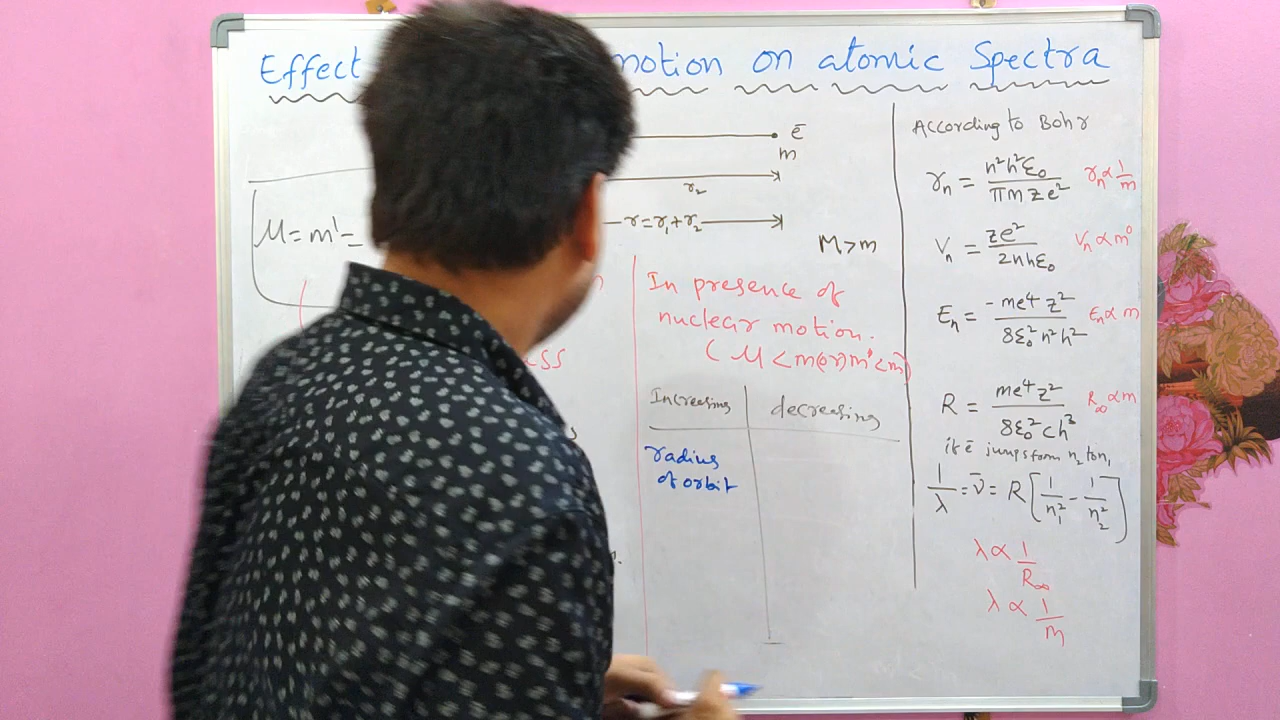 Effect motion on atomic Spectra
ē
m
r₂
r=r₁+r₂
M>m
μ=m'=
In presence of
nuclear motion.
(μ<m(or)m'<m)
Increasing decreasing
radius
of orbit
According to Bohr
rₙ = n²h²ε₀/πmze² rₙ∝1/m
Vₙ = ze²/2nhε₀ Vₙ∝m⁰
Eₙ = -me⁴z²/8ε₀²n²h² Eₙ∝m
R = me⁴z²/8ε₀²ch³ R∞∝m
if ē jumps form n₂ to n₁
1/λ = ν̄ = R[1/n₁² - 1/n₂²]
λ∝1/R∞
λ∝1/m